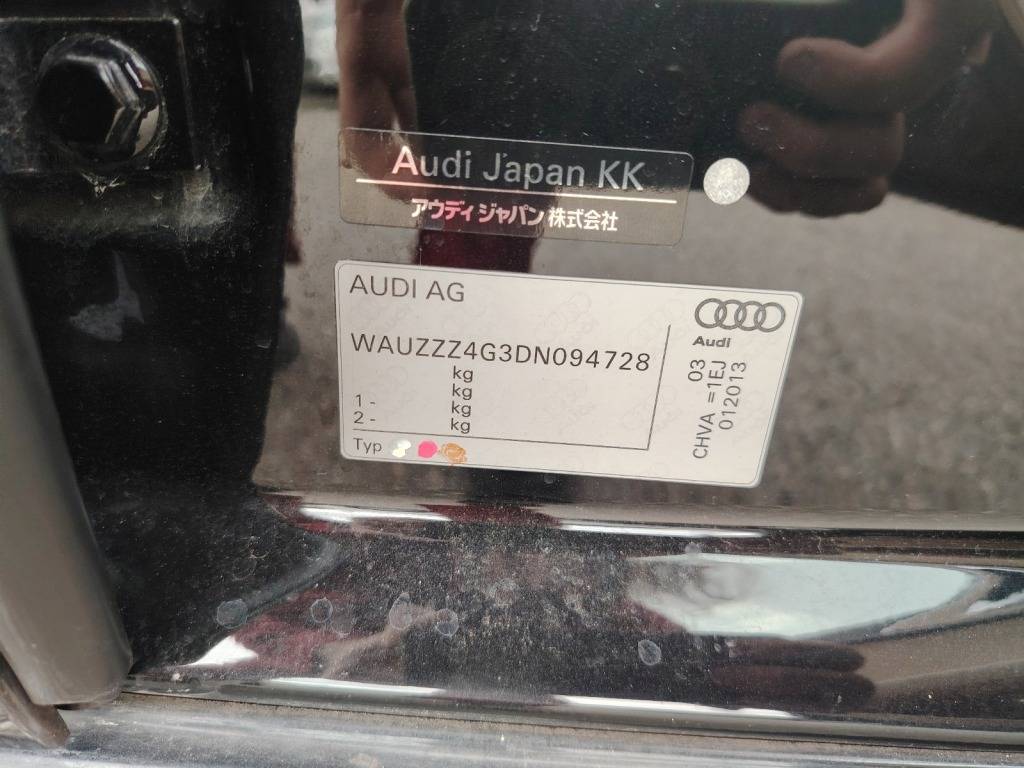 Audi Japan KK
アウディ ジャパン 株式会社
AUDI AG
Audi
WAUZZZ4G3DN094728
kg
kg
1 - kg
2 - kg
Typ
CHVA =1EJ
03
012013